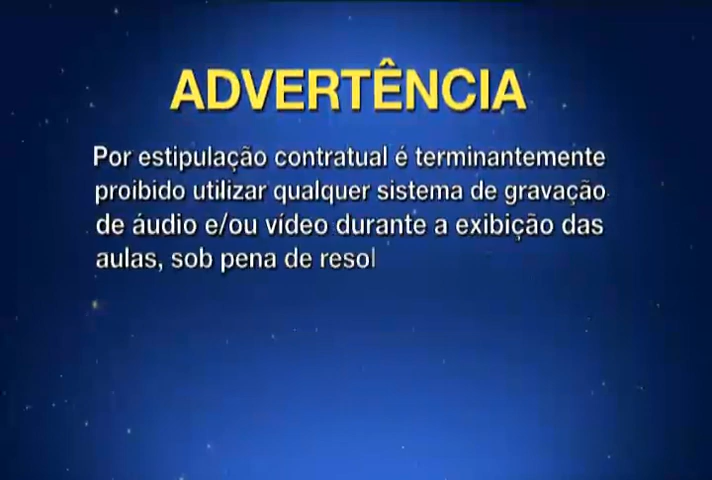 ADVERTÊNCIA
Por estipulação contratual é terminantemente
proibido utilizar qualquer sistema de gravação
de áudio e/ou vídeo durante a exibição das
aulas, sob pena de resol